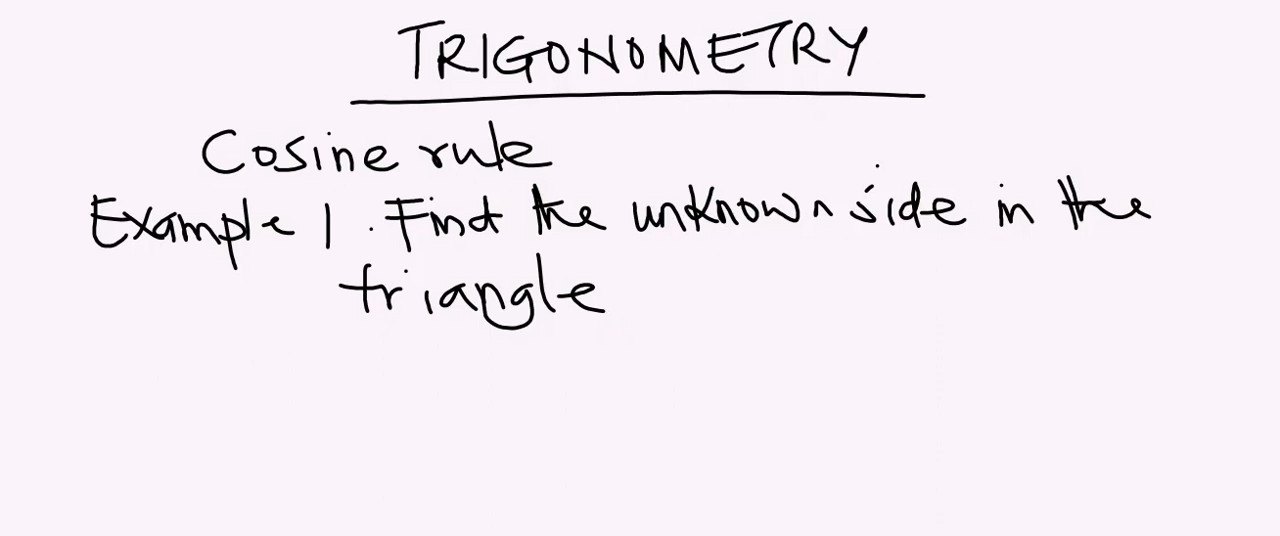 TRIGONOMETRY
Cosine rule
Example 1. Find the unknown side in the
triangle